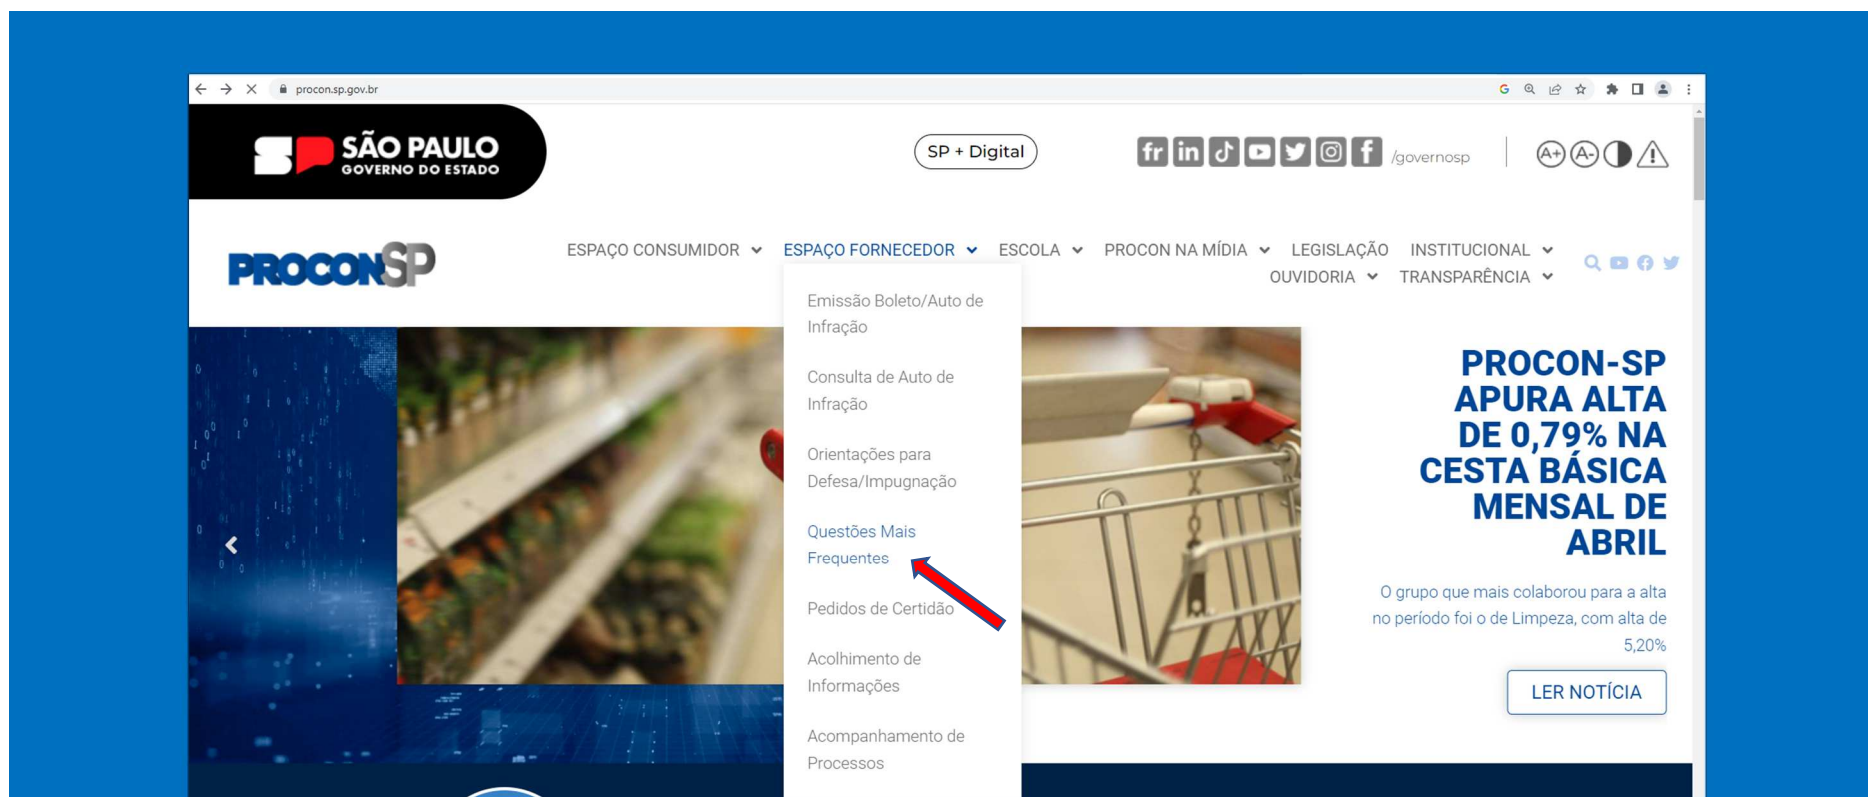 procon.sp.gov.br
SÃO PAULO
GOVERNO DO ESTADO
SP + Digital
/governosp
A+ A-
PROCONSP
ESPAÇO CONSUMIDOR ESPAÇO FORNECEDOR ESCOLA PROCON NA MÍDIA LEGISLAÇÃO INSTITUCIONAL
OUVIDORIA TRANSPARÊNCIA
Emissão Boleto/Auto de
Infração
Consulta de Auto de
Infração
Orientações para
Defesa/Impugnação
Questões Mais
Frequentes
Pedidos de Certidão
Acolhimento de
Informações
Acompanhamento de
Processos
PROCON-SP
APURA ALTA
DE 0,79% NA
CESTA BÁSICA
MENSAL DE
ABRIL
O grupo que mais colaborou para a alta
no período foi o de Limpeza, com alta de
5,20%
LER NOTÍCIA